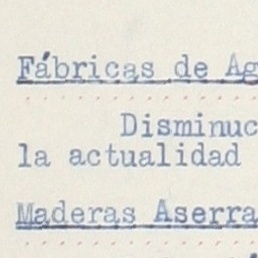 Fábricas de Ag
Disminuc
la actualidad
Maderas Aserra